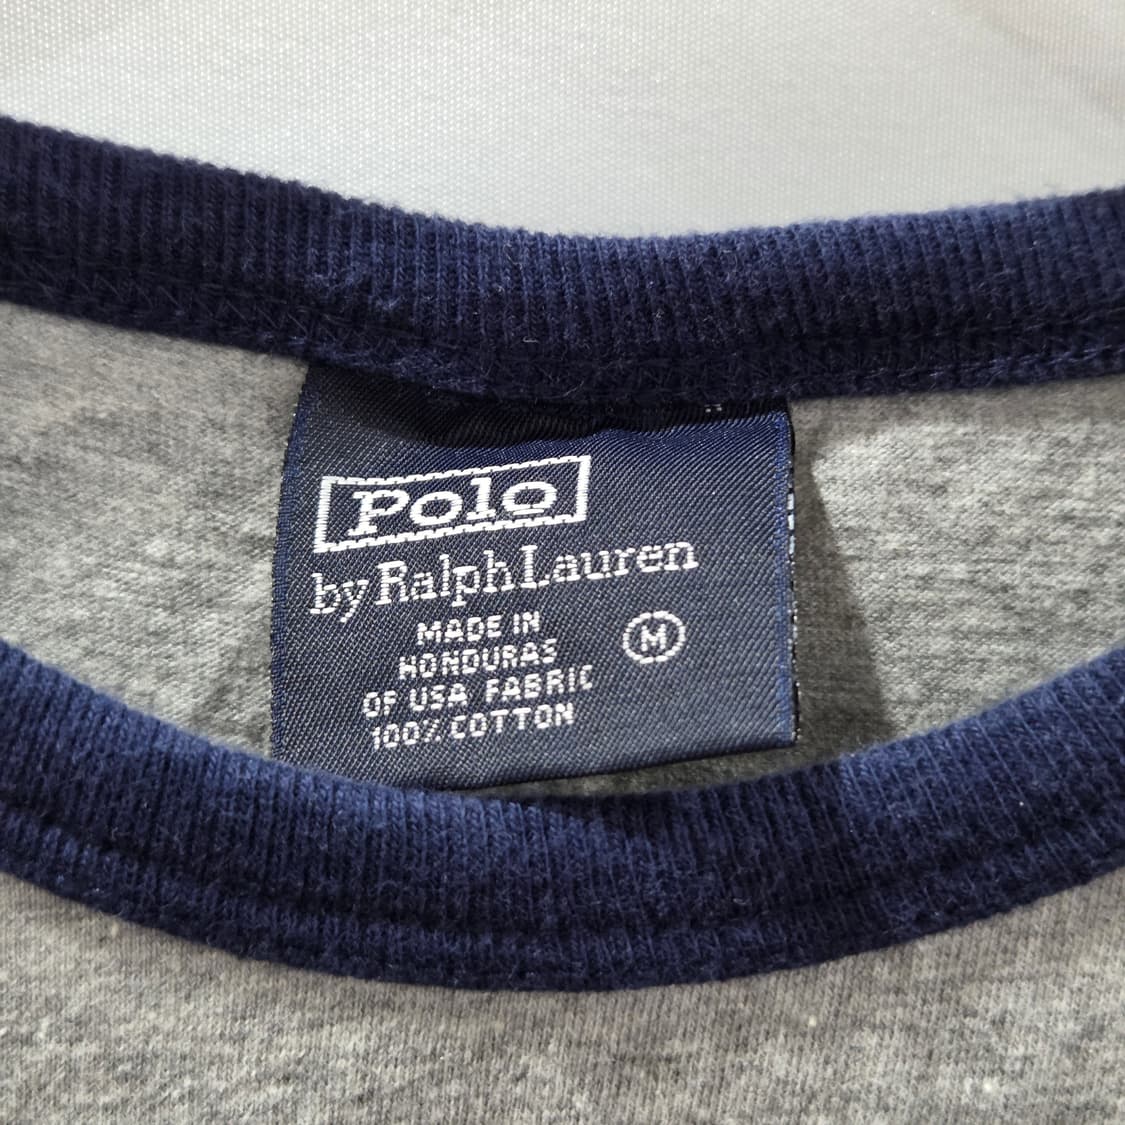 Polo
by Ralph Lauren
MADE IN
HONDURAS
OF USA FABRIC
100% COTTON
M